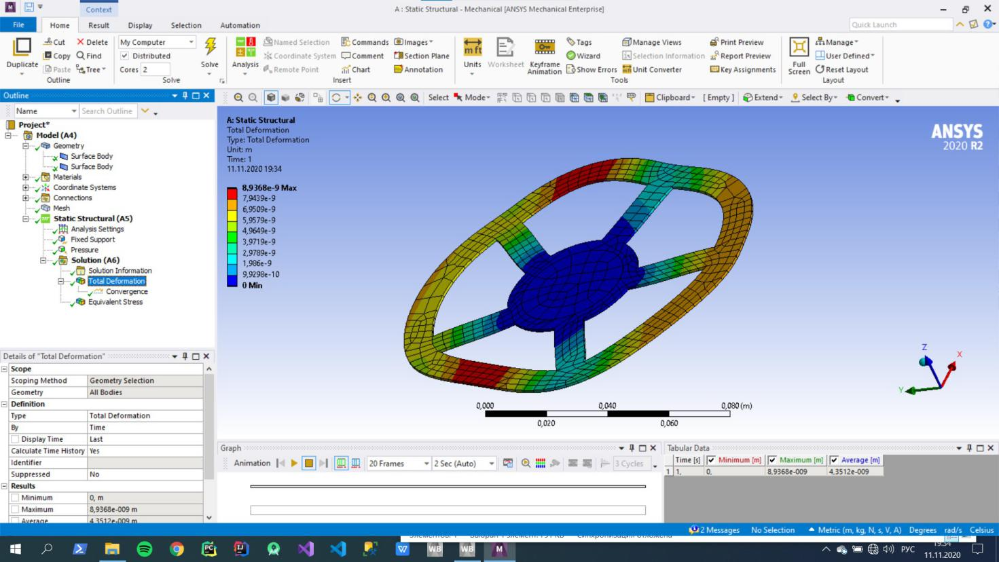 Context
A : Static Structural - Mechanical [ANSYS Mechanical Enterprise]
File Home Result Display Selection Automation
Quick Launch
Duplicate
Cut Delete
Copy Find
Paste Tree
Outline
My Computer
Distributed
Cores 2
Solve
Solve
Analysis
Named Selection Commands Images
Coordinate System Comment Section Plane
Remote Point Chart Annotation
Insert
Units Worksheet Keyframe Animation
Tags Manage Views Print Preview
Wizard Selection Information Report Preview
Show Errors Unit Converter Key Assignments
Tools
Full Screen
Manage
User Defined
Reset Layout
Layout
Outline
Select Mode Clipboard [ Empty ] Extend Select By Convert
Name Search Outline
Project*
Model (A4)
Geometry
Surface Body
Surface Body
Materials
Coordinate Systems
Connections
Mesh
Static Structural (A5)
Analysis Settings
Fixed Support
Pressure
Solution (A6)
Solution Information
Total Deformation
Convergence
Equivalent Stress
A: Static Structural
Total Deformation
Type: Total Deformation
Unit: m
Time: 1
11.11.2020 19:34
8,9368e-9 Max
7,9439e-9
6,9509e-9
5,9579e-9
4,9649e-9
3,9719e-9
2,9789e-9
1,986e-9
9,9298e-10
0 Min
ANSYS
2020 R2
Z
X
Y
0,000 0,040 0,080 (m)
0,020 0,060
Details of "Total Deformation"
Scope
Scoping Method Geometry Selection
Geometry All Bodies
Definition
Type Total Deformation
By Time
Display Time Last
Calculate Time History Yes
Identifier
Suppressed No
Results
Minimum 0, m
Maximum 8,9368e-009 m
Average 4,3512e-009 m
Graph
Animation 20 Frames 2 Sec (Auto) 3 Cycles
Tabular Data
Time [s] Minimum [m] Maximum [m] Average [m]
1 1, 0, 8,9368e-009 4,3512e-009
2 Messages No Selection Metric (m, kg, N, s, V, A) Degrees rad/s Celsius
WB WB M
РУС
19:34
11.11.2020